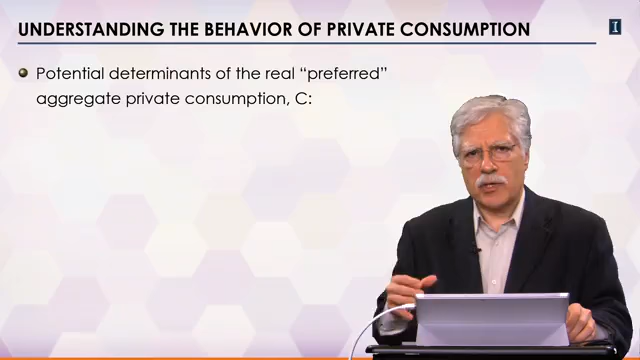 UNDERSTANDING THE BEHAVIOR OF PRIVATE CONSUMPTION
I
Potential determinants of the real “preferred”
aggregate private consumption, C: